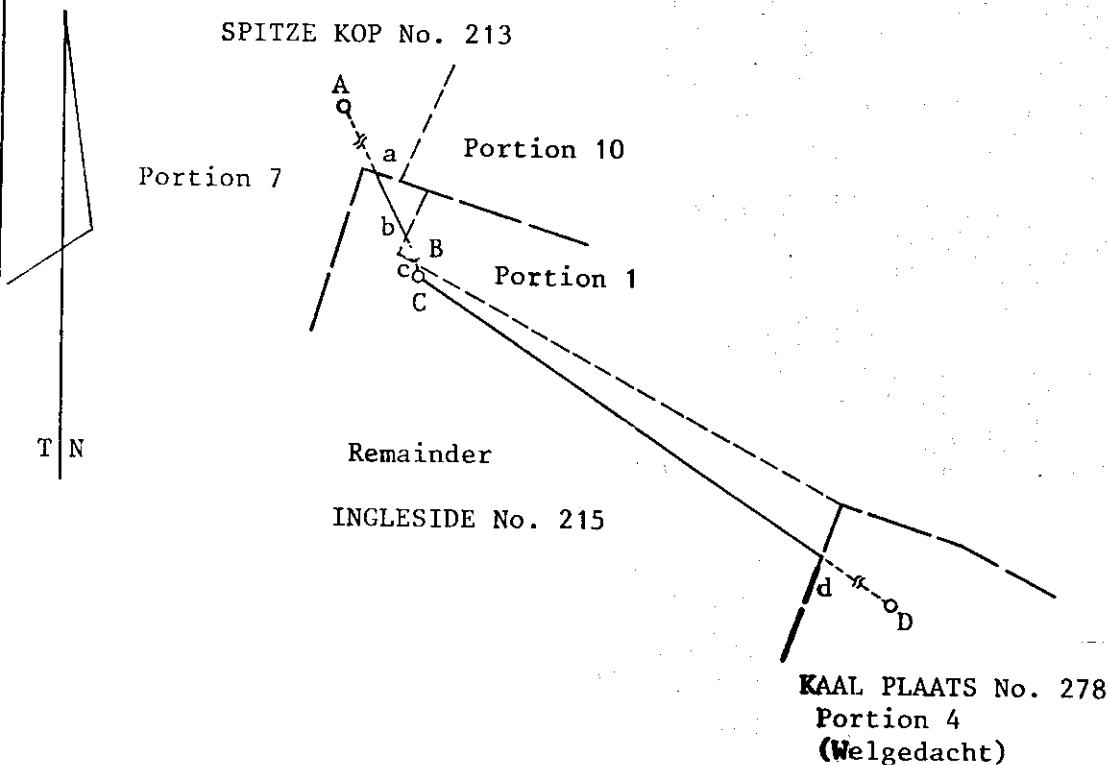 SPITZE KOP No. 213
A
a
Portion 10
Portion 7
b
B
c
Portion 1
C
T N
Remainder
INGLESIDE No. 215
d
D
KAAL PLAATS No. 278
Portion 4
(Welgedacht)